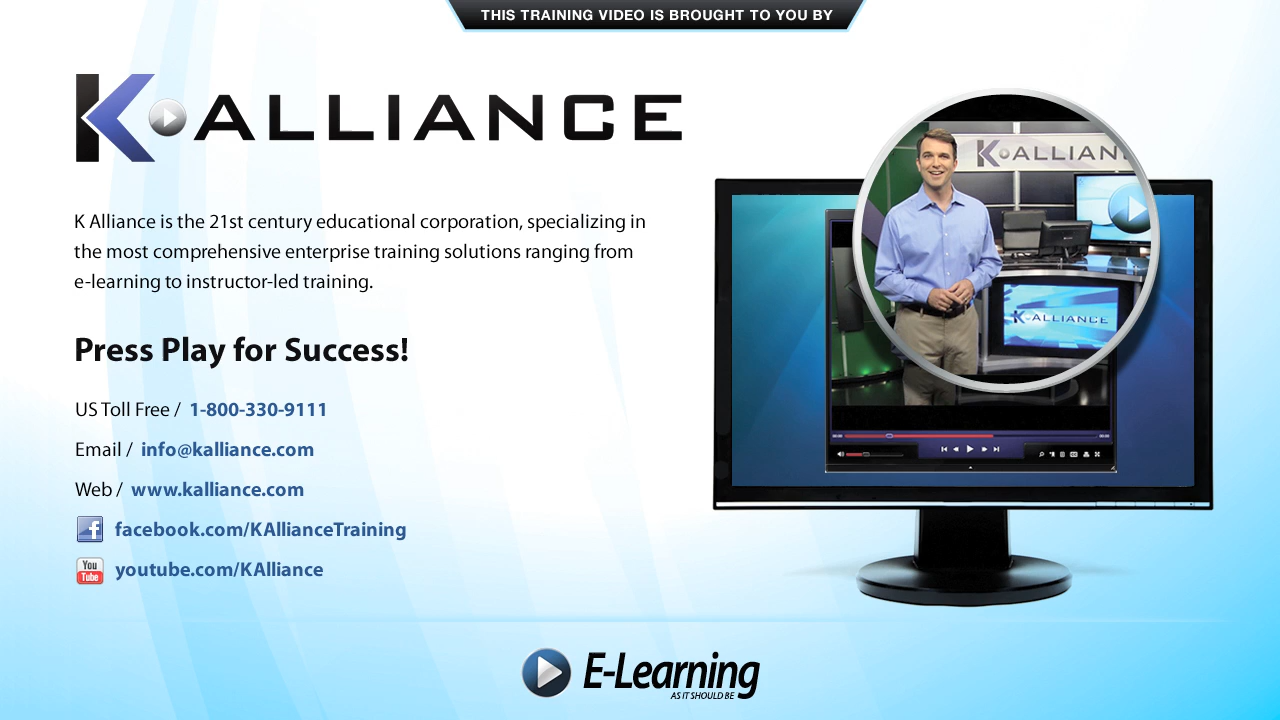 THIS TRAINING VIDEO IS BROUGHT TO YOU BY
K ALLIANCE
K Alliance is the 21st century educational corporation, specializing in
the most comprehensive enterprise training solutions ranging from
e-learning to instructor-led training.
Press Play for Success!
US Toll Free / 1-800-330-9111
Email / info@kalliance.com
Web / www.kalliance.com
facebook.com/KAllianceTraining
You
Tube
youtube.com/KAlliance
K ALLIAN
K ALLIANCE
E-Learning
AS IT SHOULD BE